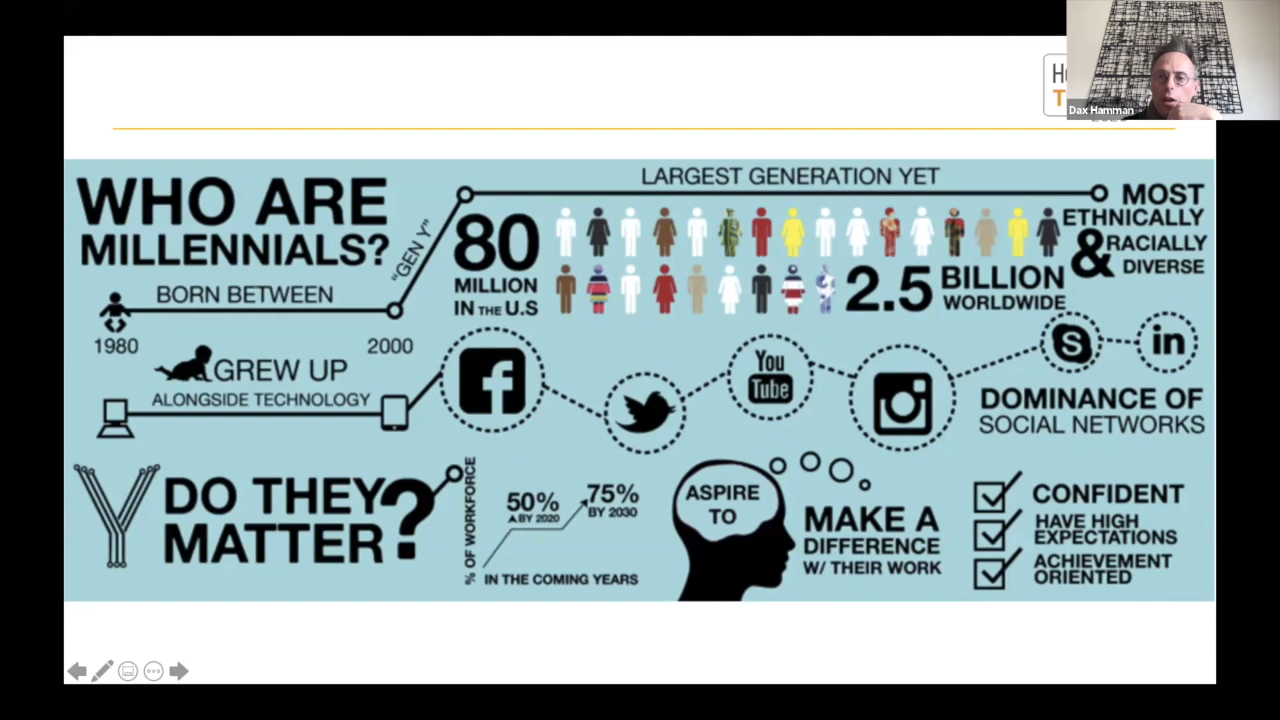 Dax Hamman
WHO ARE
MILLENNIALS?
BORN BETWEEN
1980
2000
"GEN Y"
LARGEST GENERATION YET
80
MILLION
IN THE U.S
2.5 BILLION
WORLDWIDE
MOST
ETHNICALLY
& RACIALLY
DIVERSE
GREW UP
ALONGSIDE TECHNOLOGY
f
You
Tube
S
in
DOMINANCE OF
SOCIAL NETWORKS
Y DO THEY
MATTER?
% OF WORKFORCE
50%
BY 2020
75%
BY 2030
IN THE COMING YEARS
ASPIRE
TO
MAKE A
DIFFERENCE
W/ THEIR WORK
CONFIDENT
HAVE HIGH
EXPECTATIONS
ACHIEVEMENT
ORIENTED